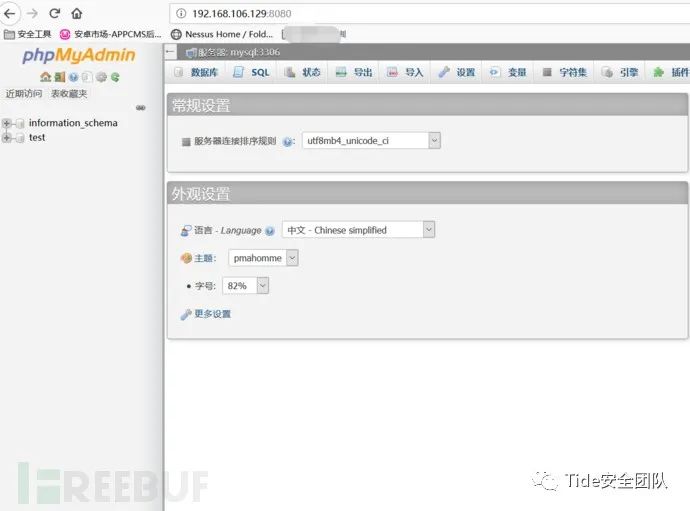 192.168.106.129:8080
安全工具 安卓市场-APPCMS后... Nessus Home / Fold...
phpMyAdmin
近期访问 表收藏夹
information_schema
test
服务器: mysql:3306
数据库 SQL 状态 导出 导入 设置 变量 字符集 引擎 插件
常规设置
服务器连接排序规则 : utf8mb4_unicode_ci
外观设置
语言 - Language 中文 - Chinese simplified
主题: pmahomme
字号: 82%
更多设置
REEBUF
Tide安全团队